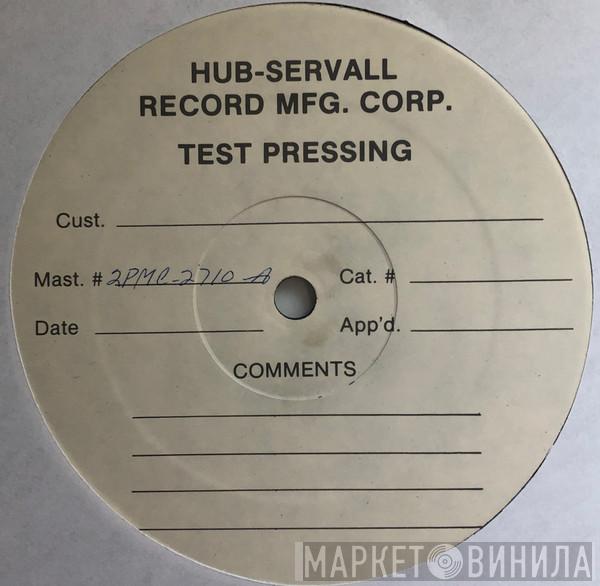 HUB-SERVALL
RECORD MFG. CORP.
TEST PRESSING
Cust.
Mast. # 2PMC-2710-A Cat. #
Date App'd.
COMMENTS
МАРКЕТ ВИНИЛА